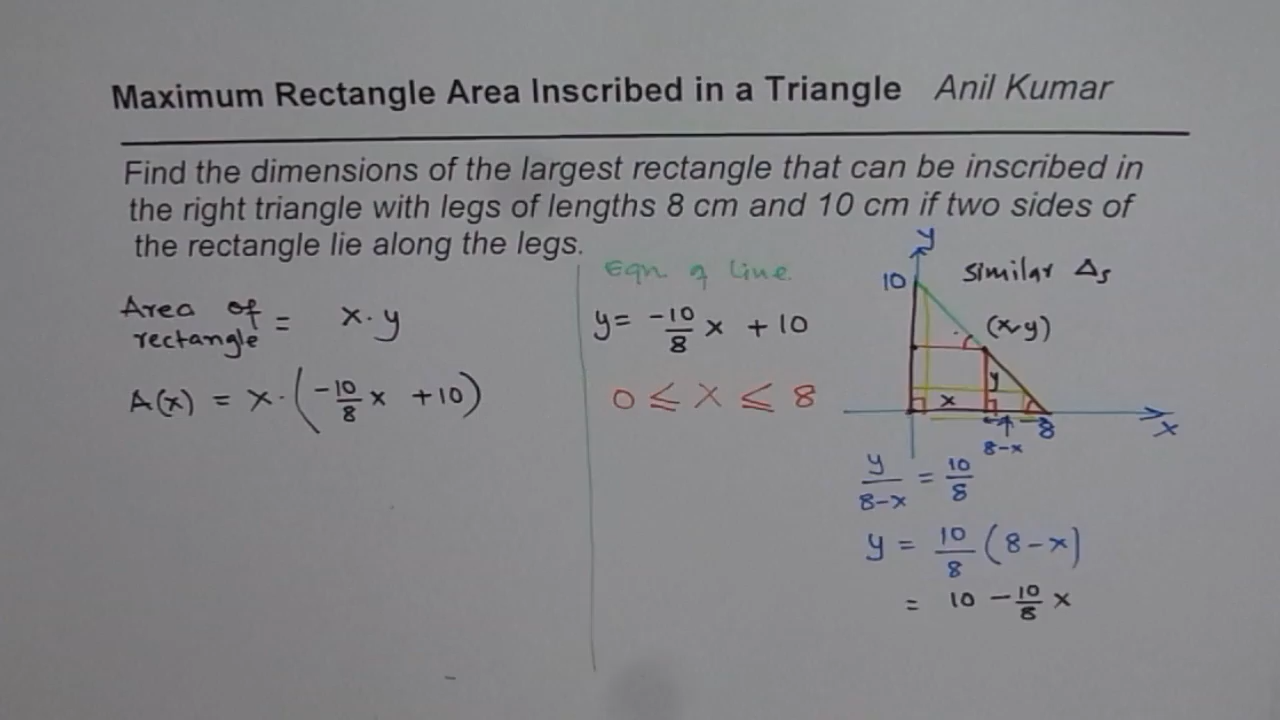 Maximum Rectangle Area Inscribed in a Triangle Anil Kumar
Find the dimensions of the largest rectangle that can be inscribed in
the right triangle with legs of lengths 8 cm and 10 cm if two sides of
the rectangle lie along the legs.
Area of
rectangle = x·y
A(x) = x·(-10/8 x + 10)
Eqn. of Line
y = -10/8 x + 10
0 ≤ x ≤ 8
y
10
similar Δs
(x,y)
y
x
8
x
8-x
y/(8-x) = 10/8
y = 10/8 (8-x)
= 10 - 10/8 x